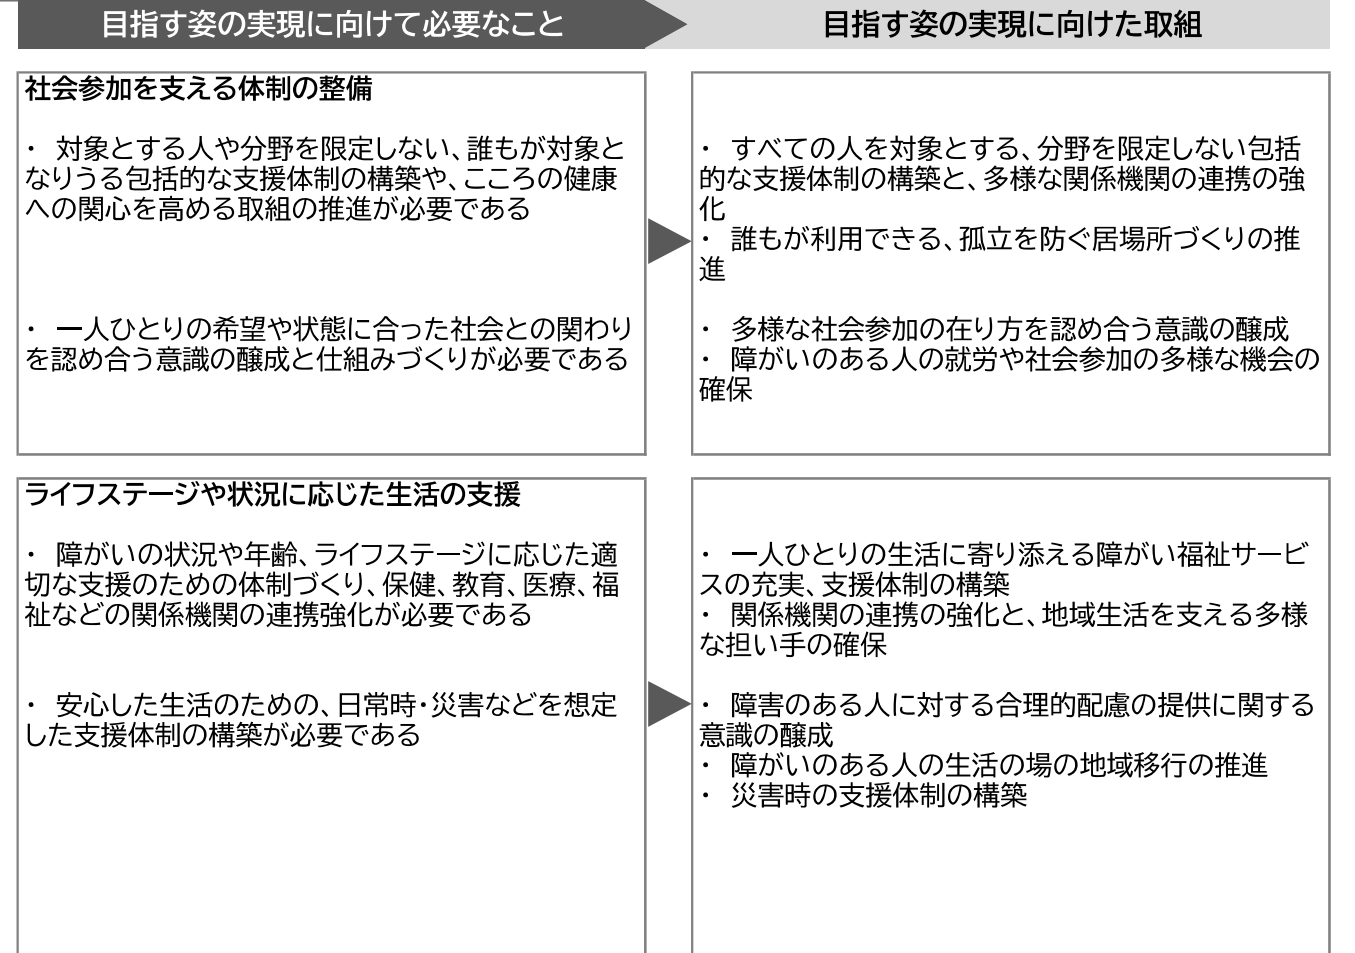 目指す姿の実現に向けて必要なこと
目指す姿の実現に向けた取組
社会参加を支える体制の整備
・ 対象とする人や分野を限定しない、誰もが対象と
なりうる包括的な支援体制の構築や、こころの健康
への関心を高める取組の推進が必要である
・ 一人ひとりの希望や状態に合った社会との関わり
を認め合う意識の醸成と仕組みづくりが必要である
・ すべての人を対象とする、分野を限定しない包括
的な支援体制の構築と、多様な関係機関の連携の強
化
・ 誰もが利用できる、孤立を防ぐ居場所づくりの推
進
・ 多様な社会参加の在り方を認め合う意識の醸成
・ 障がいのある人の就労や社会参加の多様な機会の
確保
ライフステージや状況に応じた生活の支援
・ 障がいの状況や年齢、ライフステージに応じた適
切な支援のための体制づくり、保健、教育、医療、福
祉などの関係機関の連携強化が必要である
・ 安心した生活のための、日常時・災害などを想定
した支援体制の構築が必要である
・ 一人ひとりの生活に寄り添える障がい福祉サービ
スの充実、支援体制の構築
・ 関係機関の連携の強化と、地域生活を支える多様
な担い手の確保
・ 障害のある人に対する合理的配慮の提供に関する
意識の醸成
・ 障がいのある人の生活の場の地域移行の推進
・ 災害時の支援体制の構築